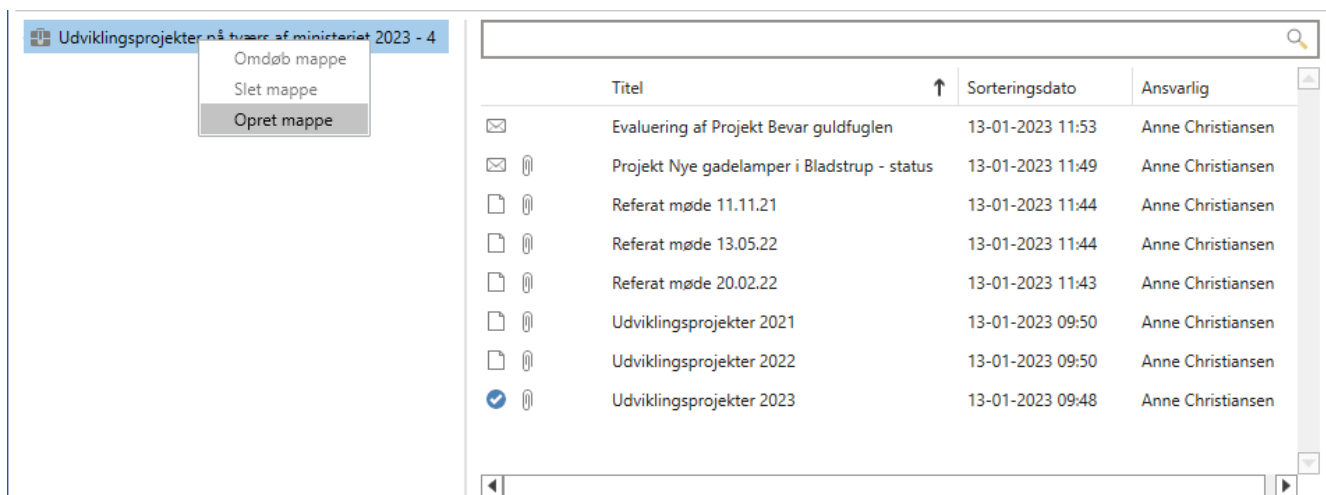 Udviklingsprojekter på tværs af ministeriet 2023 - 4
Omdøb mappe
Slet mappe
Opret mappe
Titel Sorteringsdato Ansvarlig
Evaluering af Projekt Bevar guldfuglen 13-01-2023 11:53 Anne Christiansen
Projekt Nye gadelamper i Bladstrup - status 13-01-2023 11:49 Anne Christiansen
Referat møde 11.11.21 13-01-2023 11:44 Anne Christiansen
Referat møde 13.05.22 13-01-2023 11:44 Anne Christiansen
Referat møde 20.02.22 13-01-2023 11:43 Anne Christiansen
Udviklingsprojekter 2021 13-01-2023 09:50 Anne Christiansen
Udviklingsprojekter 2022 13-01-2023 09:50 Anne Christiansen
Udviklingsprojekter 2023 13-01-2023 09:48 Anne Christiansen